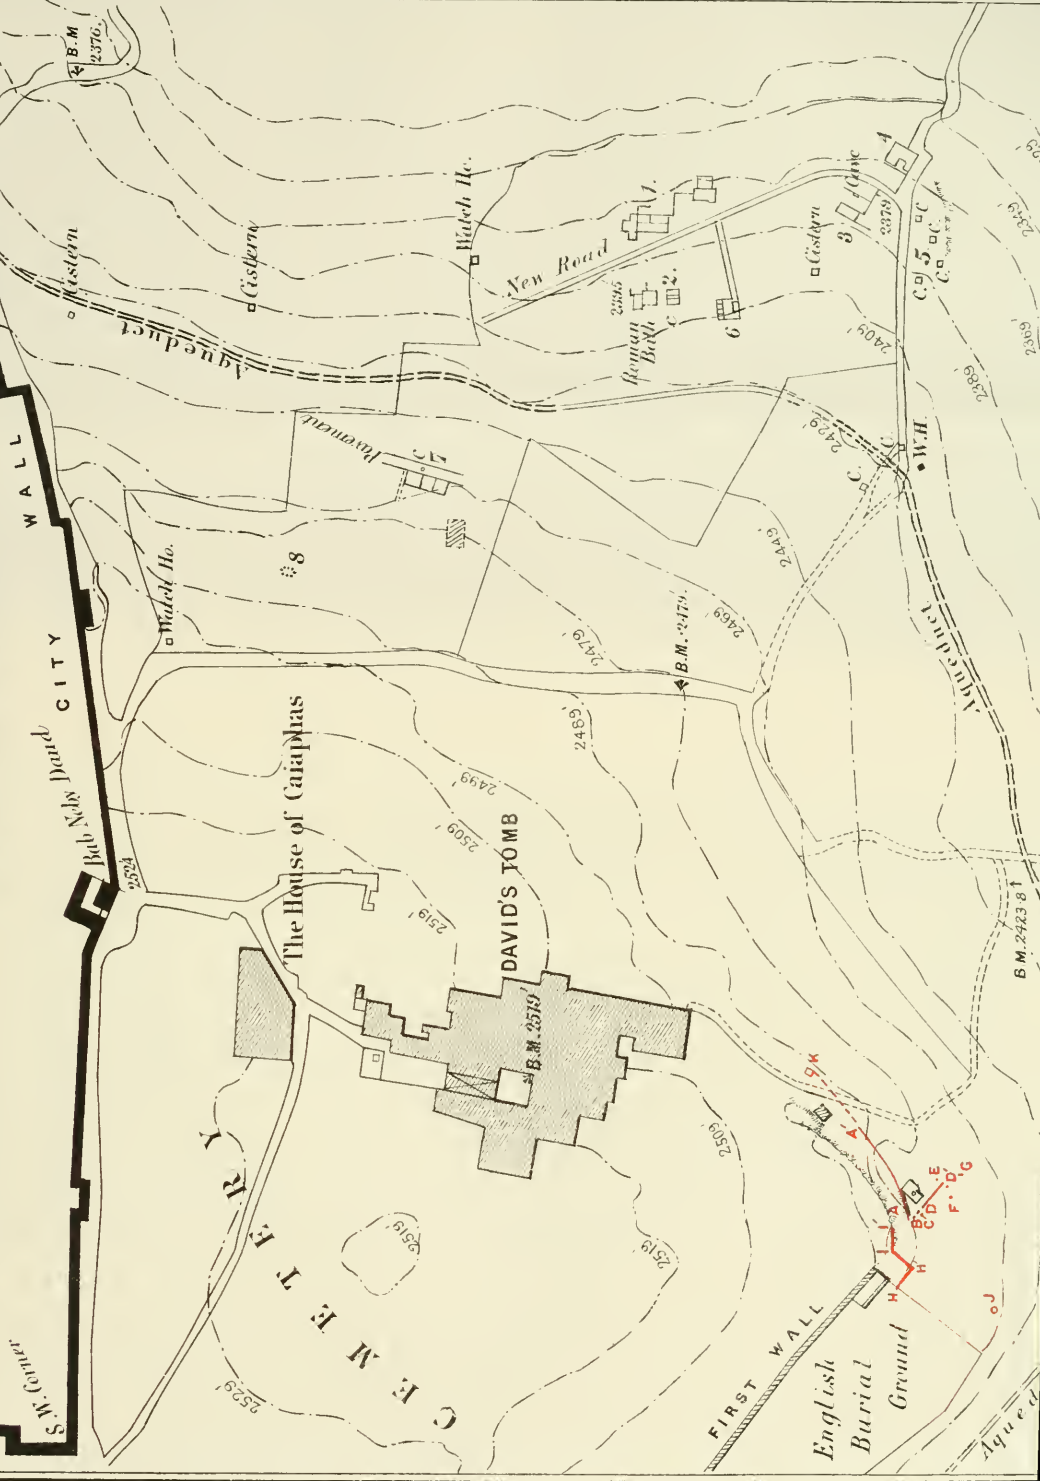 B.M
2376.
Cistern
Cistern
Aqueduct
Watch Ho.
New Road
1.
4
Cave
3
2379
Cistern
C.
5
C
C.
C.
2349'
2369'
2389'
2395
Roman
Bath
c
2.
6
2409'
2429'
C.
C.
W.H.
WALL
CITY
Pavement
C
7
8
Watch Ho.
2449'
2469'
2479'
B.M. 2479.
2489'
2499'
2509'
2519'
Aqueduct
Bab Neby Daud
2524
The House of Caiaphas
DAVID'S TOMB
B.M. 2519'
B M. 2423·8
CEMETERY
2509'
2519'
2519'
2529'
S.W. Corner
FIRST WALL
English
Burial
Ground
Aqued
K
A
A
B
C
D
E
D'
F
G
I
I
H
H
J